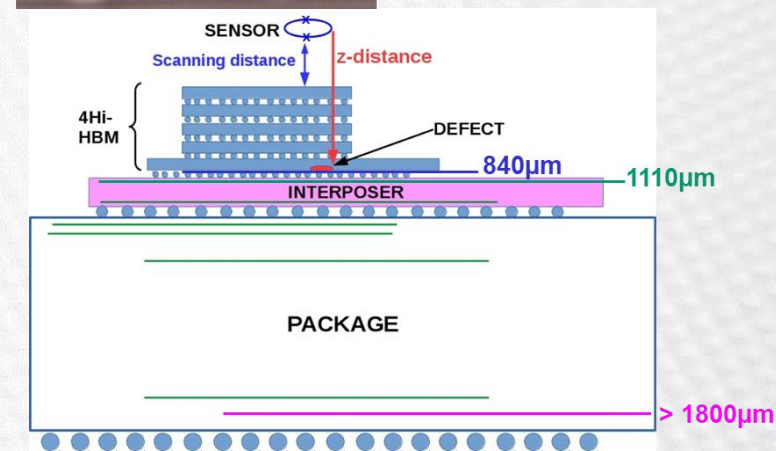 SENSOR
Scanning distance
z-distance
4Hi-
HBM
DEFECT
840µm
1110µm
INTERPOSER
PACKAGE
> 1800µm